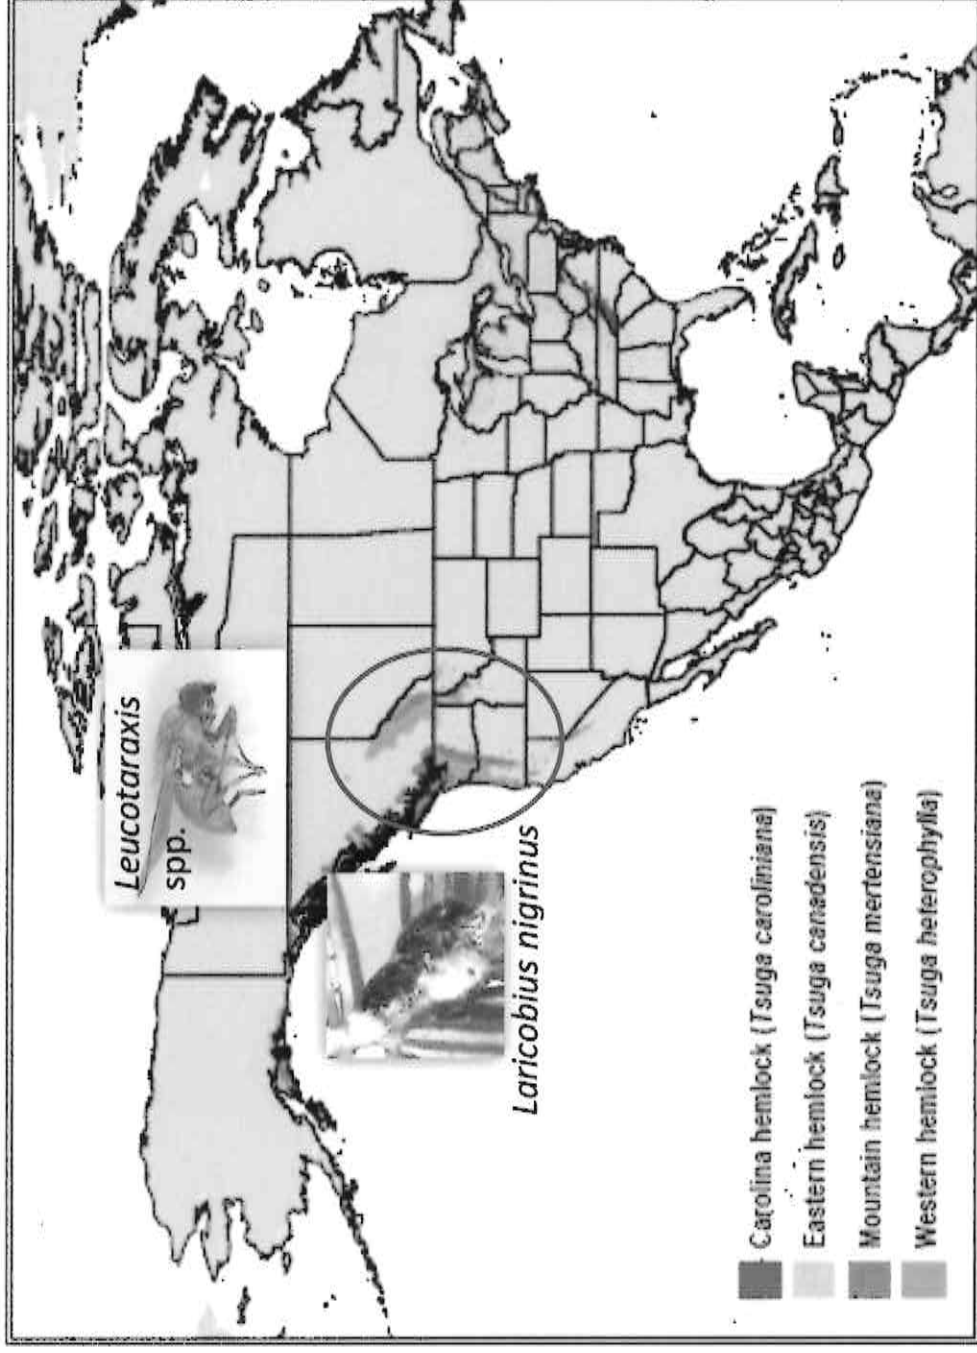 Leucotaraxis
spp.
Laricobius nigrinus
Carolina hemlock (Tsuga caroliniana)
Eastern hemlock (Tsuga canadensis)
Mountain hemlock (Tsuga mertensiana)
Western hemlock (Tsuga heterophylla)